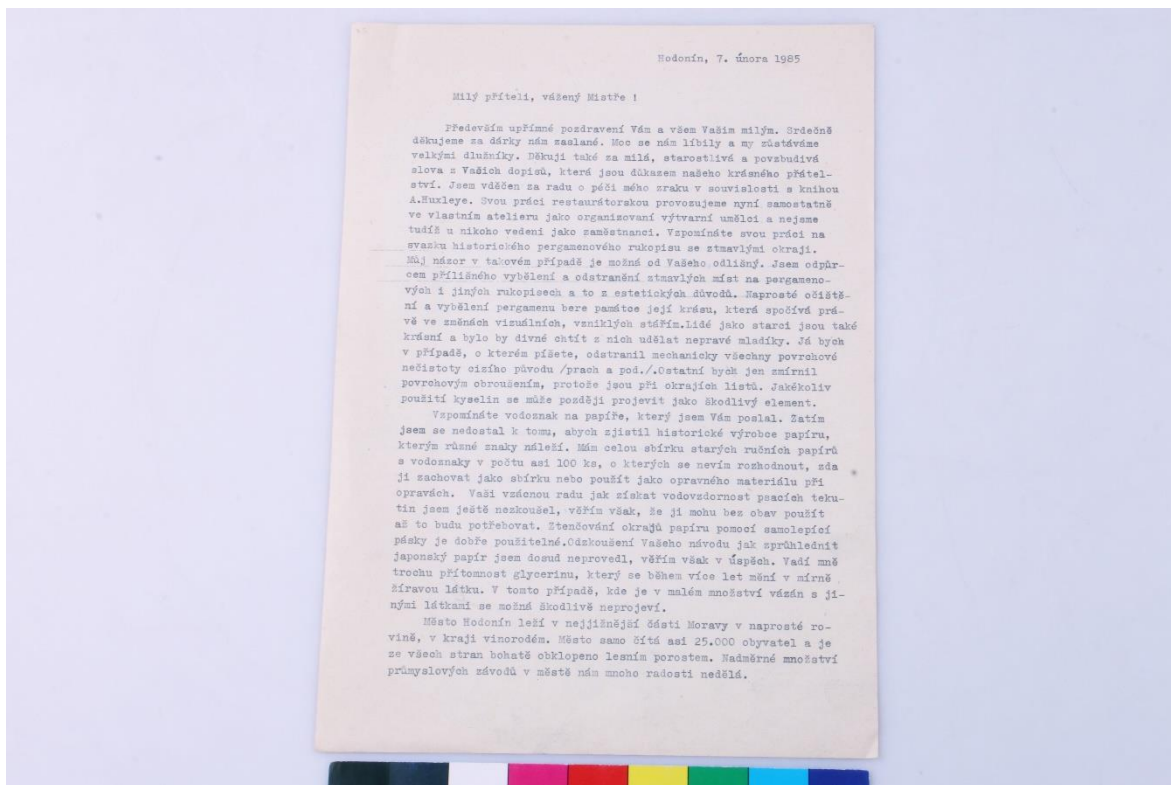 Hodonín, 7. února 1985
Milý příteli, vážený Mistře !
Především upřímné pozdravení Vám a všem Vašim milým. Srdečně
děkujeme za dárky nám zaslané. Moc se nám líbily a my zůstáváme
velkými dlužníky. Děkuji také za milá, starostlivá a povzbudivá
slova z Vašich dopisů, která jsou důkazem našeho krásného přátel-
ství. Jsem vděčen za radu o péči mého zraku v souvislosti s knihou
A.Huxleye. Svou práci restaurátorskou provozujeme nyní samostatně
ve vlastním atelieru jako organizovaní výtvarní umělci a nejsme
tudíž u nikoho vedeni jako zaměstnanci. Vzpomínáte svou práci na
svazku historického pergamenového rukopisu se ztmavlými okraji.
Můj názor v takovém případě je možná od Vašeho odlišný. Jsem odpůr-
cem přílišného vybělení a odstranění ztmavlých míst na pergameno-
vých i jiných rukopisech a to z estetických důvodů. Naprosté očiště-
ní a vybělení pergamenu bere památce její krásu, která spočívá prá-
vě ve změnách vizuálních, vzniklých stářím.Lidé jako starci jsou také
krásní a bylo by divné chtít z nich udělat nepravé mladíky. Já bych
v případě, o kterém píšete, odstranil mechanicky všechny povrchové
nečistoty cizího původu /prach a pod./.Ostatní bych jen zmírnil
povrchovým obroušením, protože jsou při okrajích listů. Jakékoliv
použití kyselin se může později projevit jako škodlivý element.
Vzpomínáte vodoznak na papíře, který jsem Vám poslal. Zatím
jsem se nedostal k tomu, abych zjistil historické výrobce papíru,
kterým různé znaky náleží. Mám celou sbírku starých ručních papírů
s vodoznaky v počtu asi 100 ks, o kterých se nevím rozhodnout, zda
ji zachovat jako sbírku nebo použít jako opravného materiálu při
opravách. Vaši vzácnou radu jak získat vodovzdornost psacích teku-
tin jsem ještě nezkoušel, věřím však, že ji mohu bez obav použít
až to budu potřebovat. Ztenčování okrajů papíru pomocí samolepící
pásky je dobře použitelné.Odzkoušení Vašeho návodu jak zprůhlednit
japonský papír jsem dosud neprovedl, věřím však v úspěch. Vadí mně
trochu přítomnost glycerinu, který se během více let mění v mírně
žíravou látku. V tomto případě, kde je v malém množství vázán s ji-
nými látkami se možná škodlivě neprojeví.
Město Hodonín leží v nejjižnější části Moravy v naprosté ro-
vině, v kraji vinorodém. Město samo čítá asi 25.000 obyvatel a je
ze všech stran bohatě obklopeno lesním porostem. Nadměrné množství
průmyslových závodů v městě nám mnoho radosti nedělá.